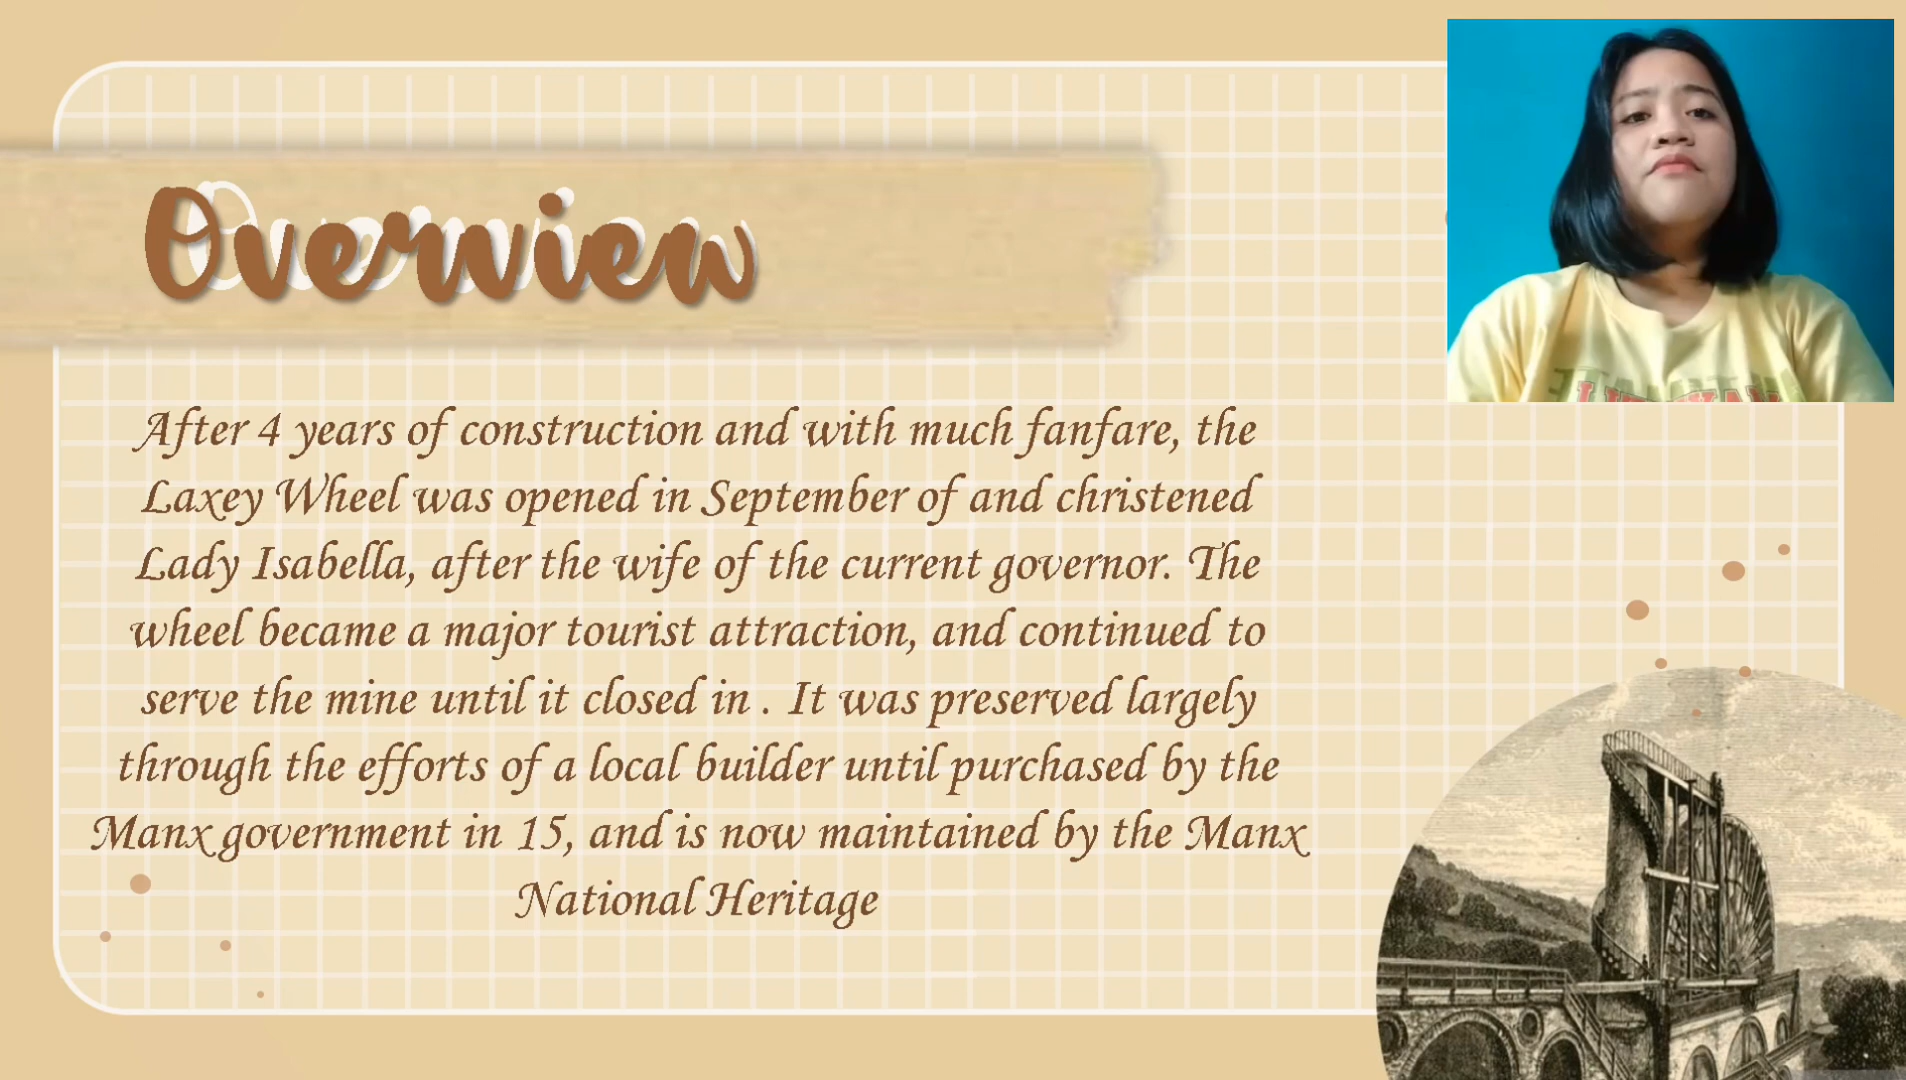 Overview
After 4 years of construction and with much fanfare, the
Laxey Wheel was opened in September of and christened
Lady Isabella, after the wife of the current governor. The
wheel became a major tourist attraction, and continued to
serve the mine until it closed in . It was preserved largely
through the efforts of a local builder until purchased by the
Manx government in 15, and is now maintained by the Manx
National Heritage